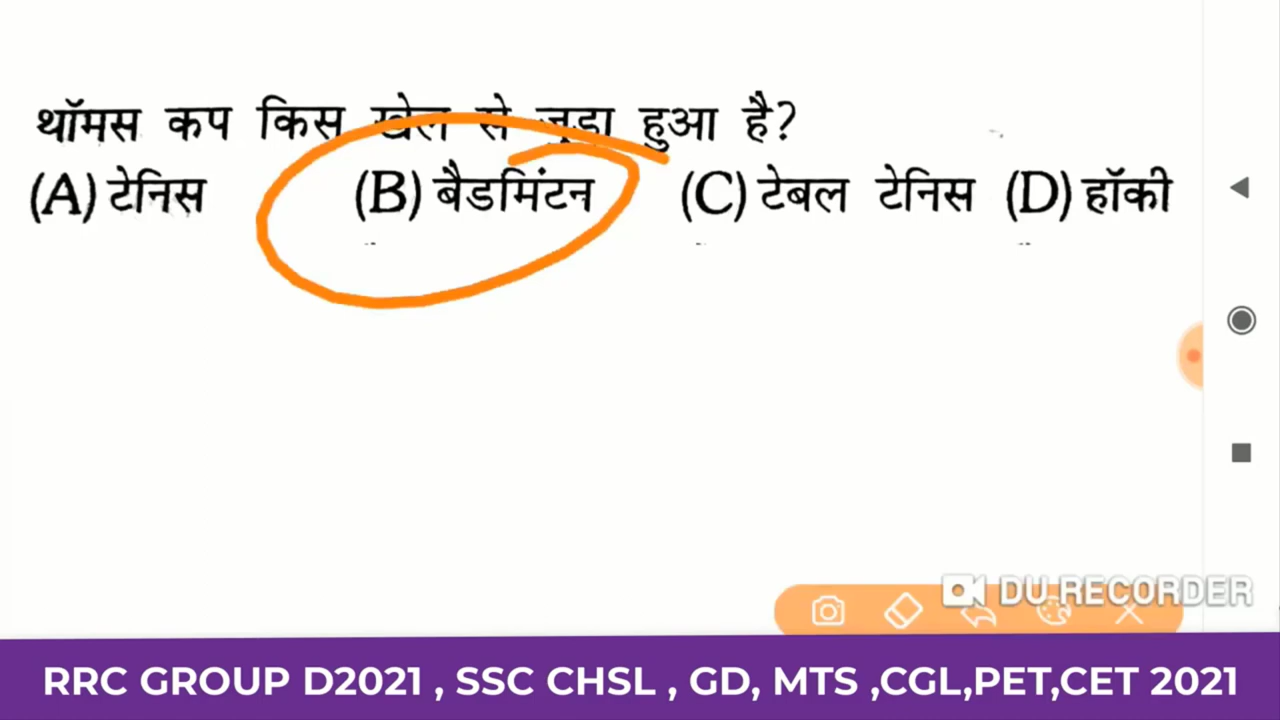 थॉमस कप किस खेल से जुड़ा हुआ है?
(A) टेनिस (B) बैडमिंटन (C) टेबल टेनिस (D) हॉकी
DU RECORDER
RRC GROUP D2021 , SSC CHSL , GD, MTS ,CGL,PET,CET 2021